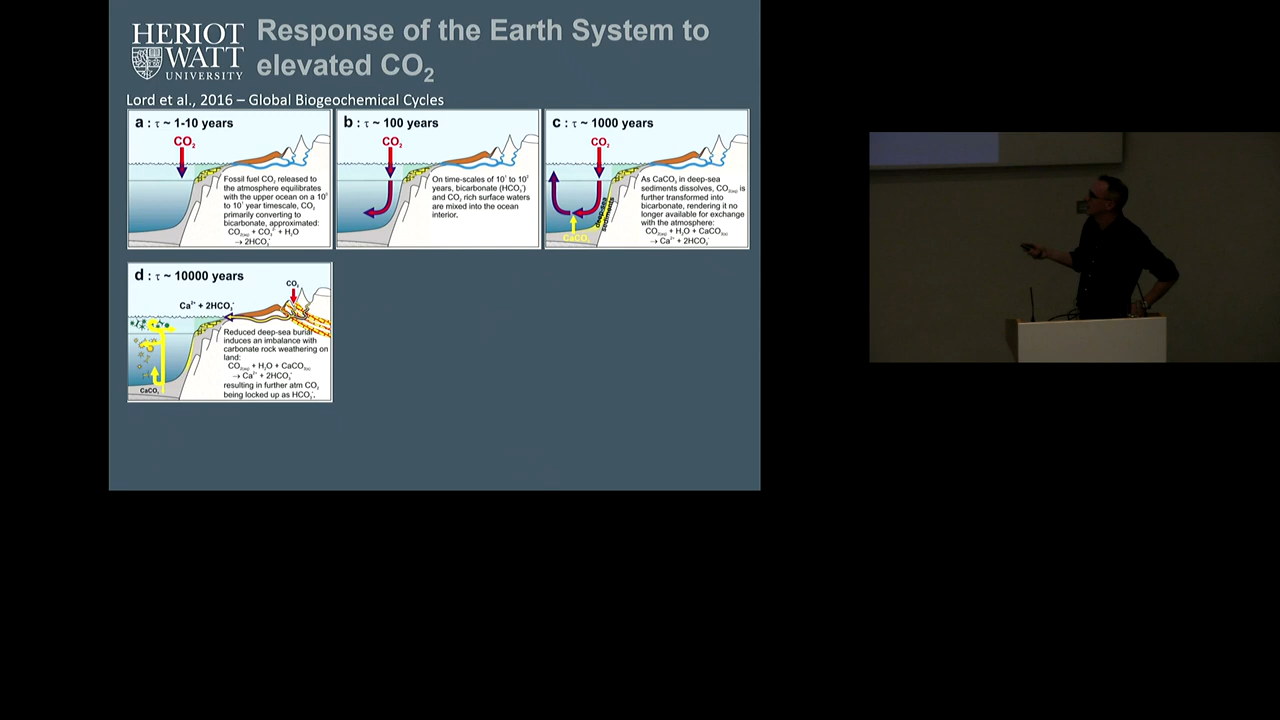 HERIOT
WATT
UNIVERSITY
Response of the Earth System to
elevated CO₂
Lord et al., 2016 – Global Biogeochemical Cycles
a : τ ~ 1-10 years
CO₂
Fossil fuel CO₂ released to
the atmosphere equilibrates
with the upper ocean on a 10⁰
to 10¹ year timescale, CO₂
primarily converting to
bicarbonate, approximated:
CO₂₍ₐq₎ + CO₃²⁻ + H₂O
→ 2HCO₃⁻
b : τ ~ 100 years
CO₂
On time-scales of 10² to 10³
years, bicarbonate (HCO₃⁻)
and CO₂ rich surface waters
are mixed into the ocean
interior.
c : τ ~ 1000 years
CO₂
As CaCO₃ in deep-sea
sediments dissolves, CO₂₍ₐq₎ is
further transformed into
bicarbonate, rendering it no
longer available for exchange
with the atmosphere:
CO₂₍ₐq₎ + H₂O + CaCO₃₍ₛ₎
→ Ca²⁺ + 2HCO₃⁻
deep-sea
sediments
CaCO₃
d : τ ~ 10000 years
CO₂
Ca²⁺ + 2HCO₃⁻
Reduced deep-sea burial
induces an imbalance with
carbonate rock weathering on
land:
CO₂₍ₐq₎ + H₂O + CaCO₃₍ₛ₎
→ Ca²⁺ + 2HCO₃⁻
resulting in further atm CO₂
being locked up as HCO₃⁻.
CaCO₃